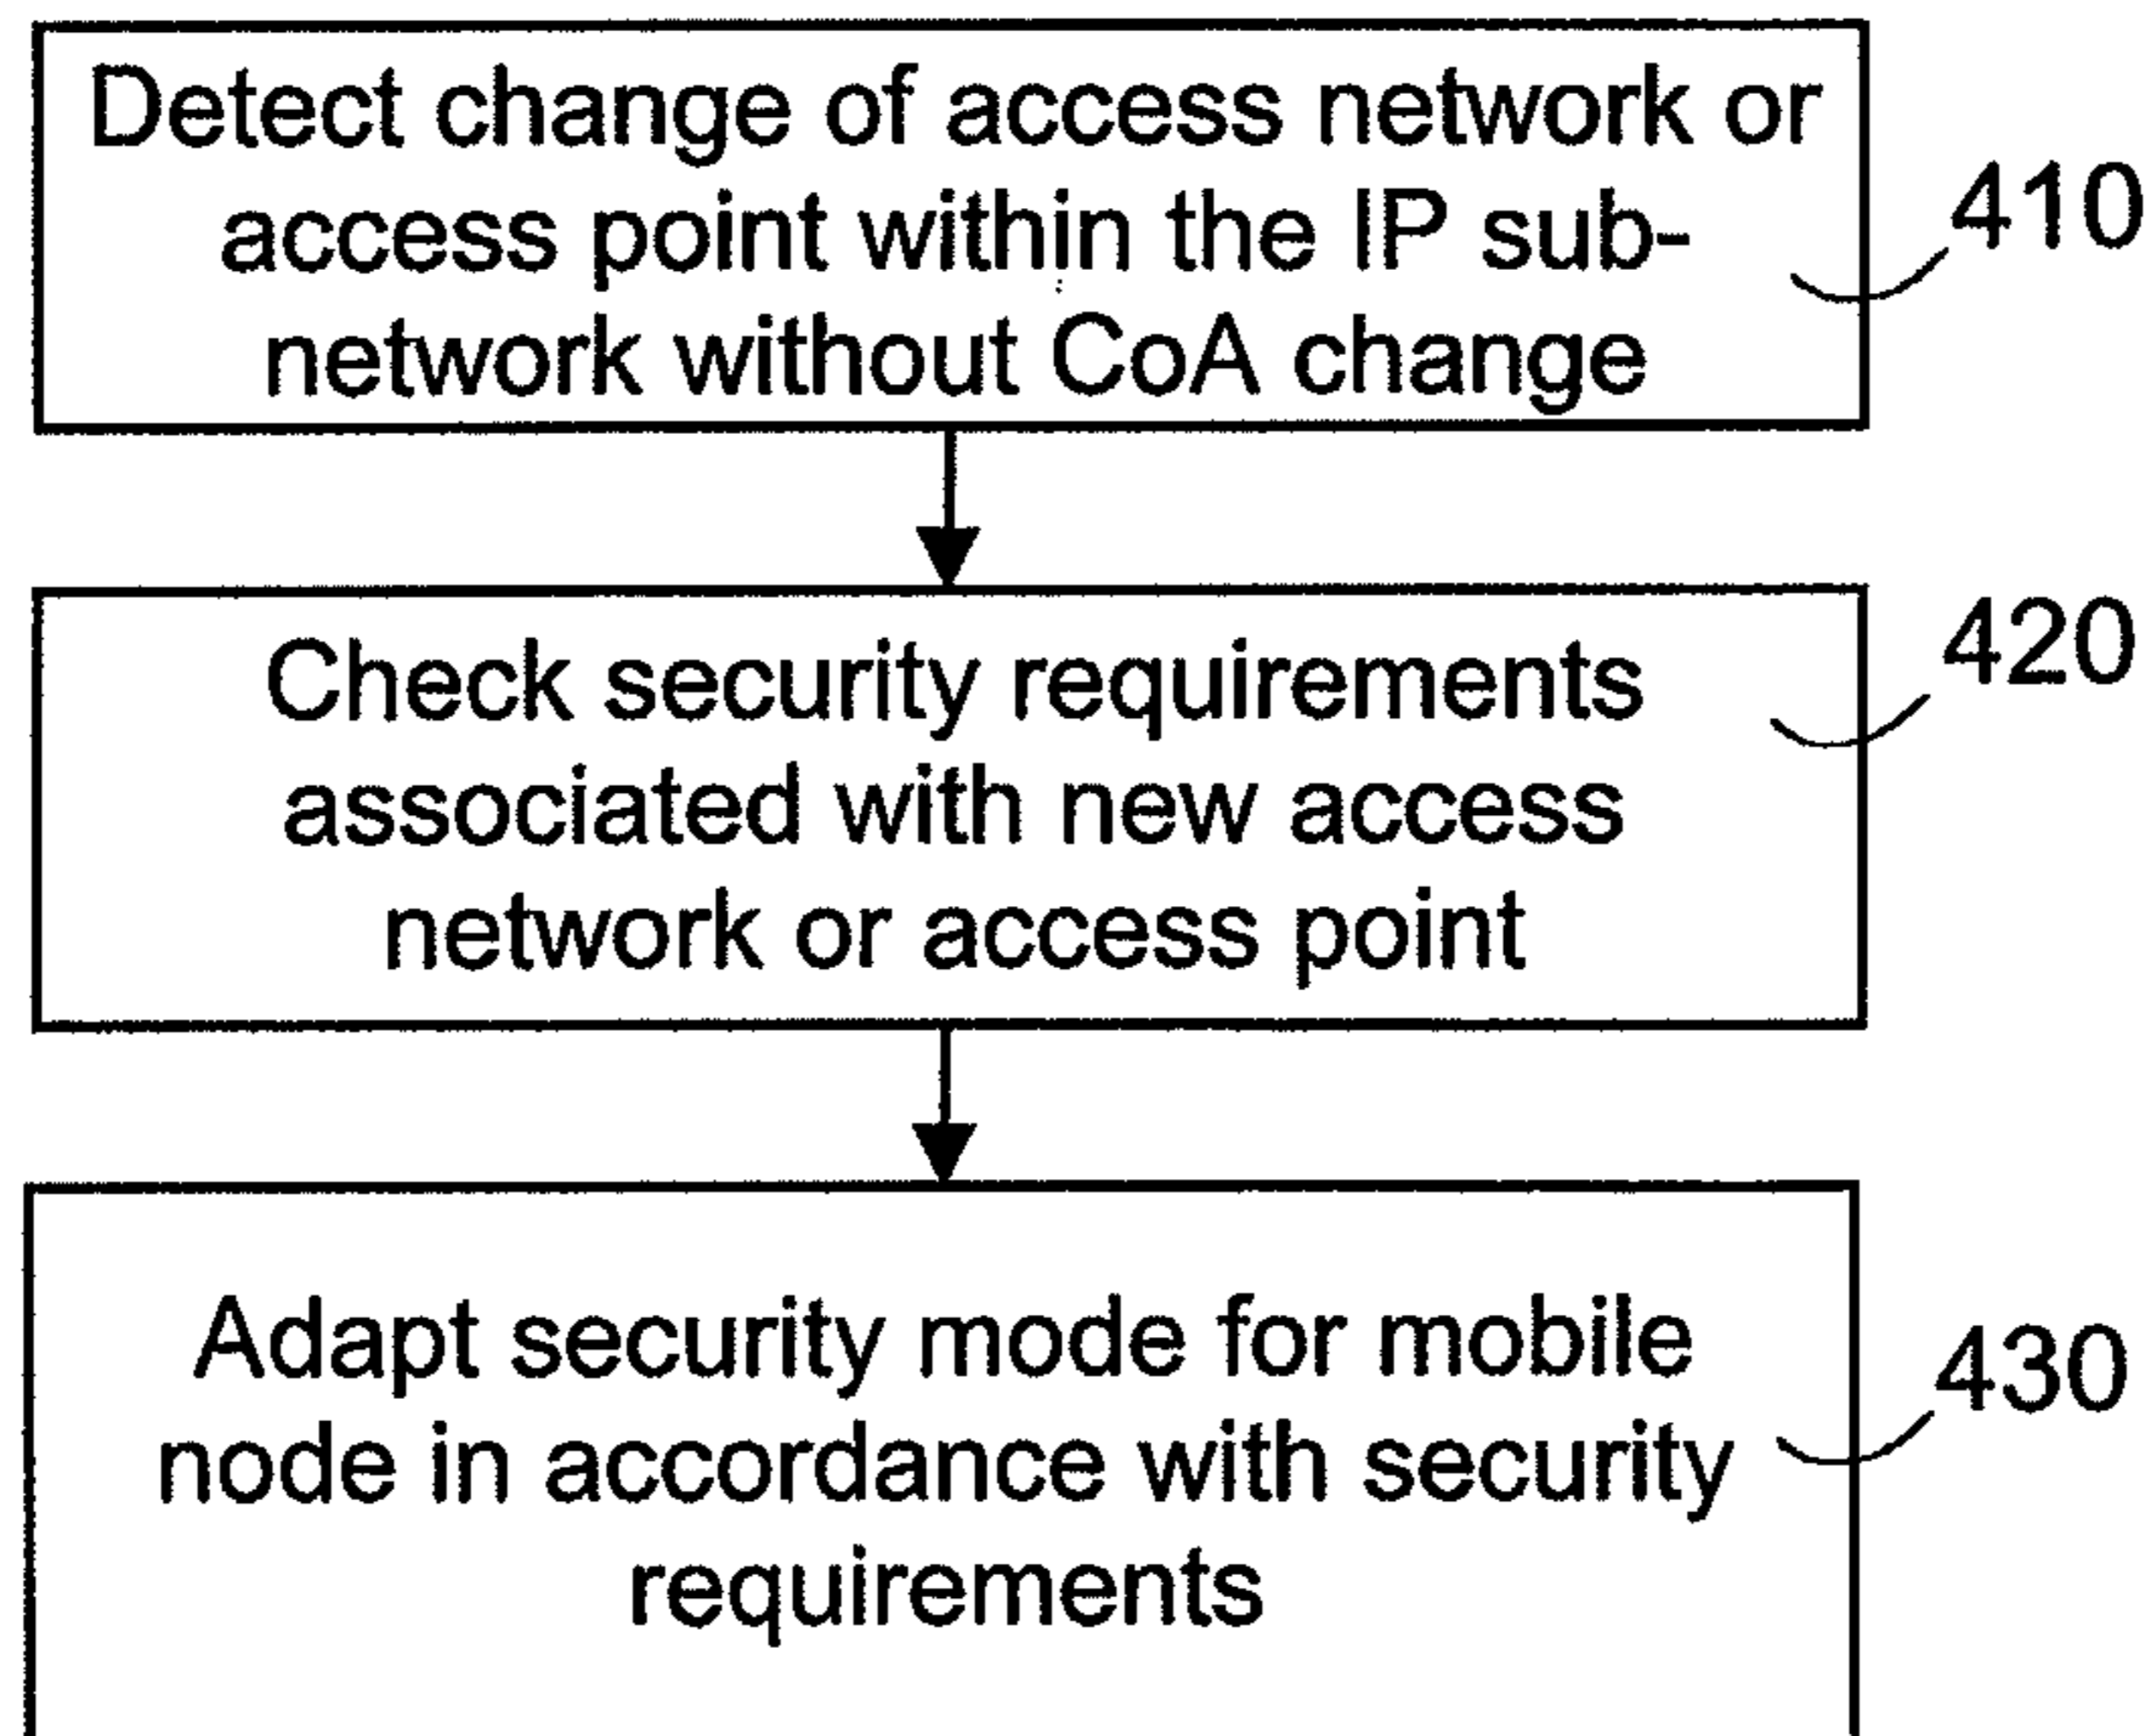 Detect change of access network or
access point within the IP sub-
network without CoA change
410
Check security requirements
associated with new access
network or access point
420
Adapt security mode for mobile
node in accordance with security
requirements
430